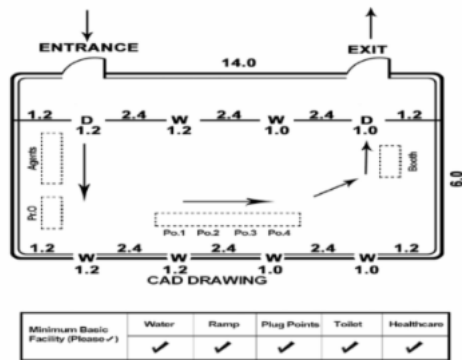 ENTRANCE EXIT
14.0
1.2 D 2.4 W 2.4 W 2.4 D 1.2
1.2 1.2 1.0 1.0
Agents
Booth
6.0
Pr.O
Po.1 Po.2 Po.3 Po.4
1.2 W 2.4 W 2.4 W 2.4 W 1.2
1.2 1.2 1.0 1.0
CAD DRAWING
Minimum Basic Facility (Please✓) Water Ramp Plug Points Toilet Healthcare
✓ ✓ ✓ ✓ ✓